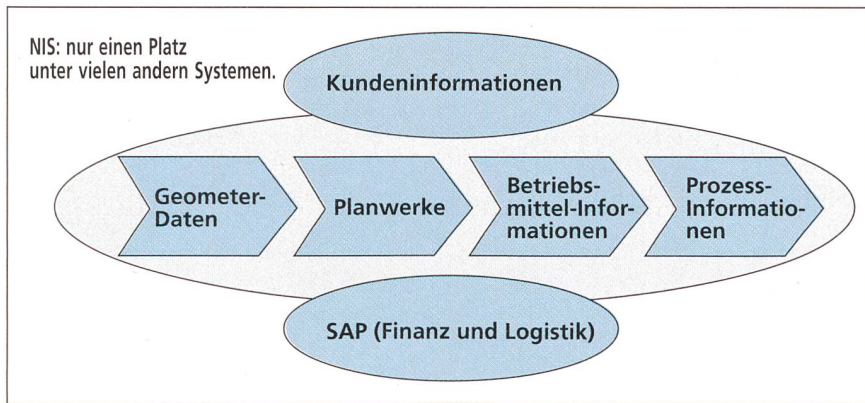 NIS: nur einen Platz
unter vielen andern Systemen.
Kundeninformationen
Geometer-
Daten
Planwerke
Betriebs-
mittel-Infor-
mationen
Prozess-
Informatio-
nen
SAP (Finanz und Logistik)